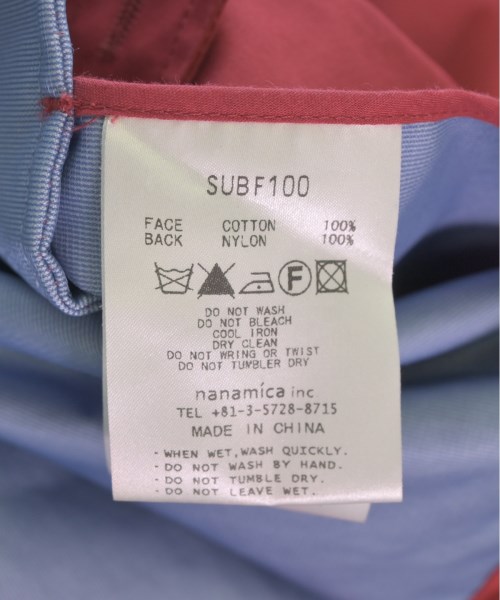 SUBF100
FACE COTTON 100%
BACK NYLON 100%
F
DO NOT WASH
DO NOT BLEACH
COOL IRON
DRY CLEAN
DO NOT WRING OR TWIST
DO NOT TUMBLER DRY
nanamica inc
TEL +81-3-5728-8715
MADE IN CHINA
・WHEN WET,WASH QUICKLY.
・DO NOT WASH BY HAND.
・DO NOT TUMBLE DRY.
・DO NOT LEAVE WET.